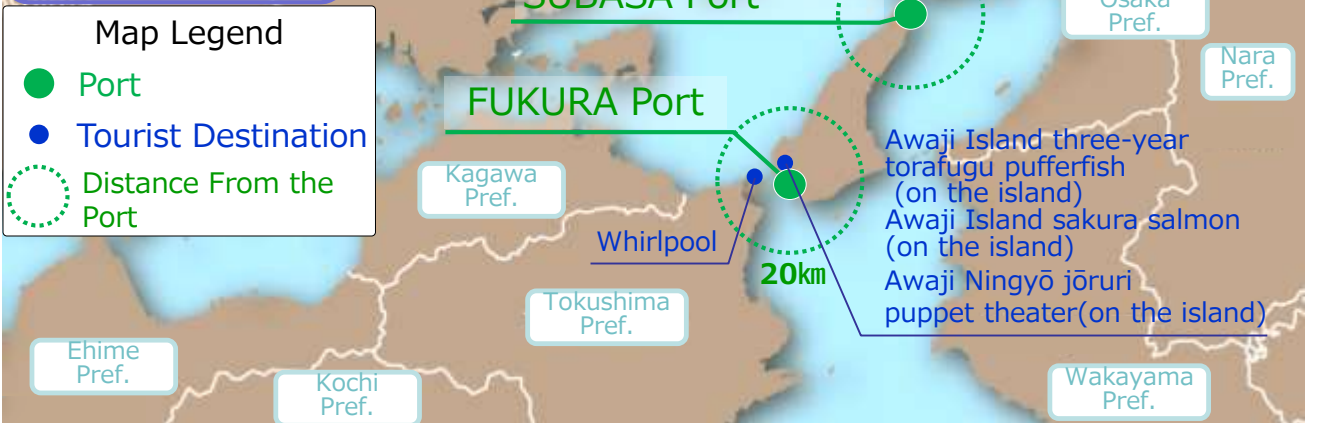 Map Legend
Port
Tourist Destination
Distance From the
Port
Port
Osaka
Pref.
Nara
Pref.
FUKURA Port
Kagawa
Pref.
Whirlpool
20km
Awaji Island three-year
torafugu pufferfish
(on the island)
Awaji Island sakura salmon
(on the island)
Awaji Ningyō jōruri
puppet theater(on the island)
Tokushima
Pref.
Ehime
Pref.
Kochi
Pref.
Wakayama
Pref.